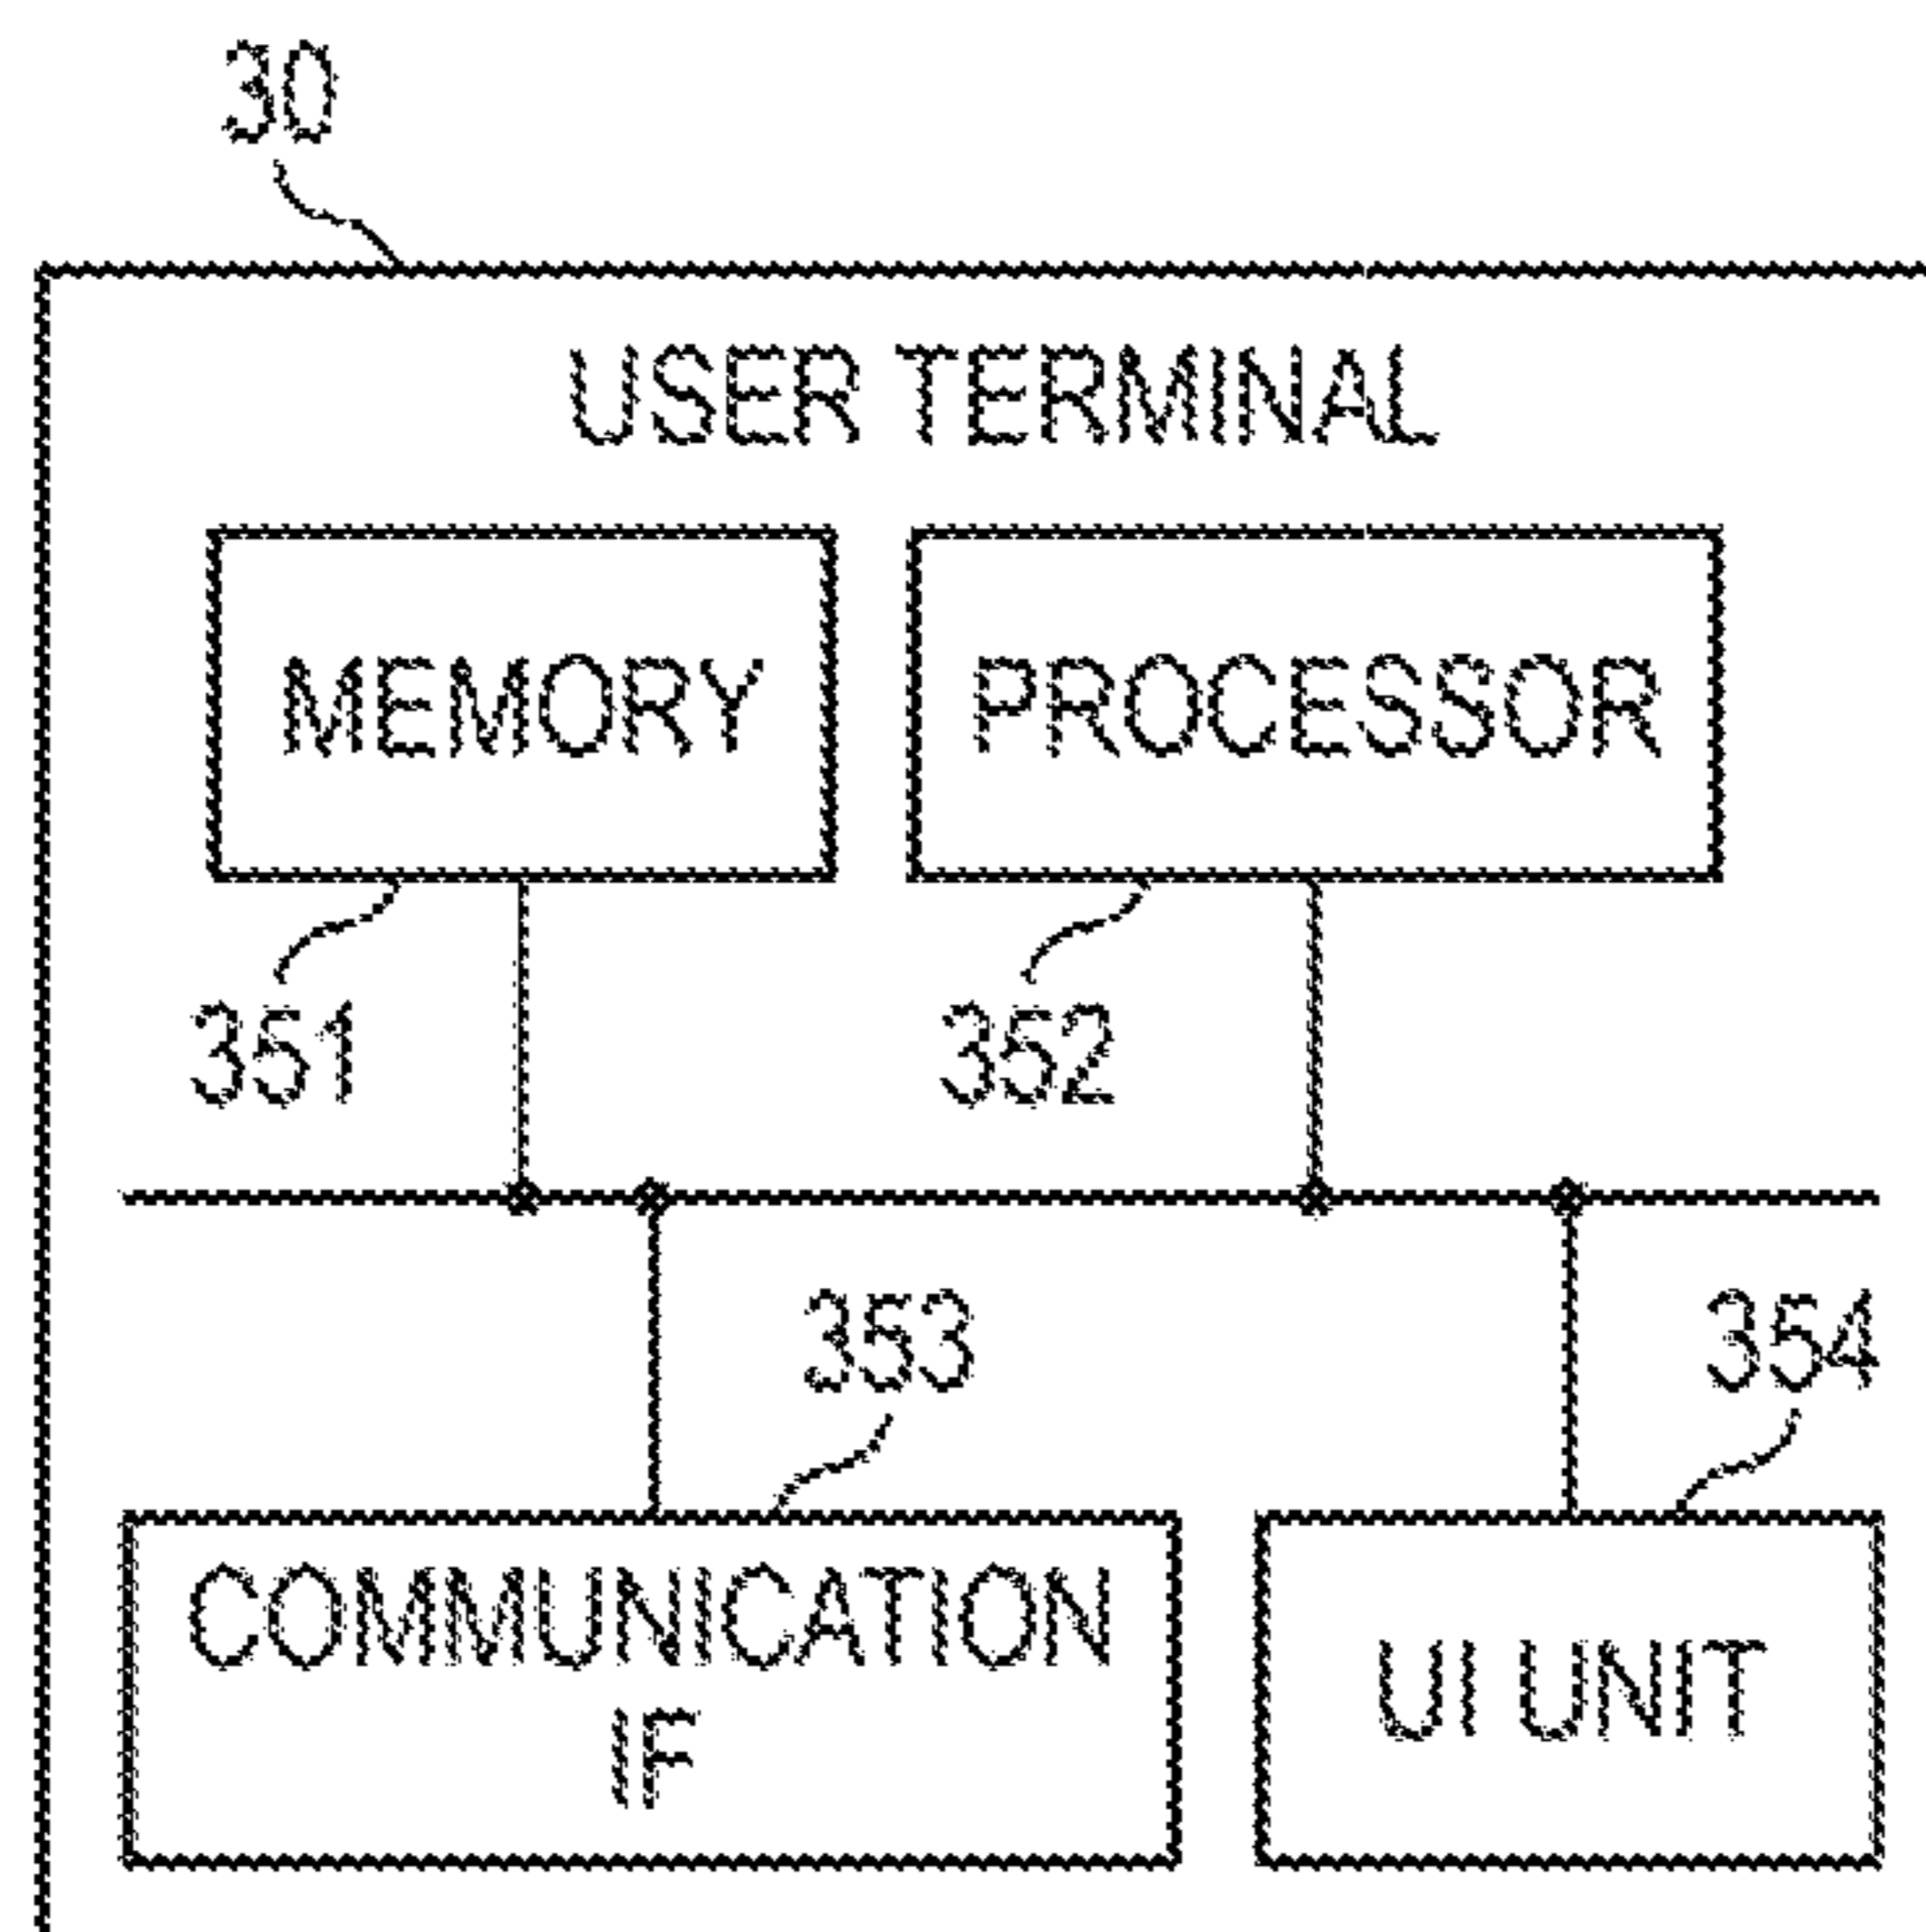 30
USER TERMINAL
MEMORY
PROCESSOR
351
352
353
354
COMMUNICATION
IF
UI UNIT